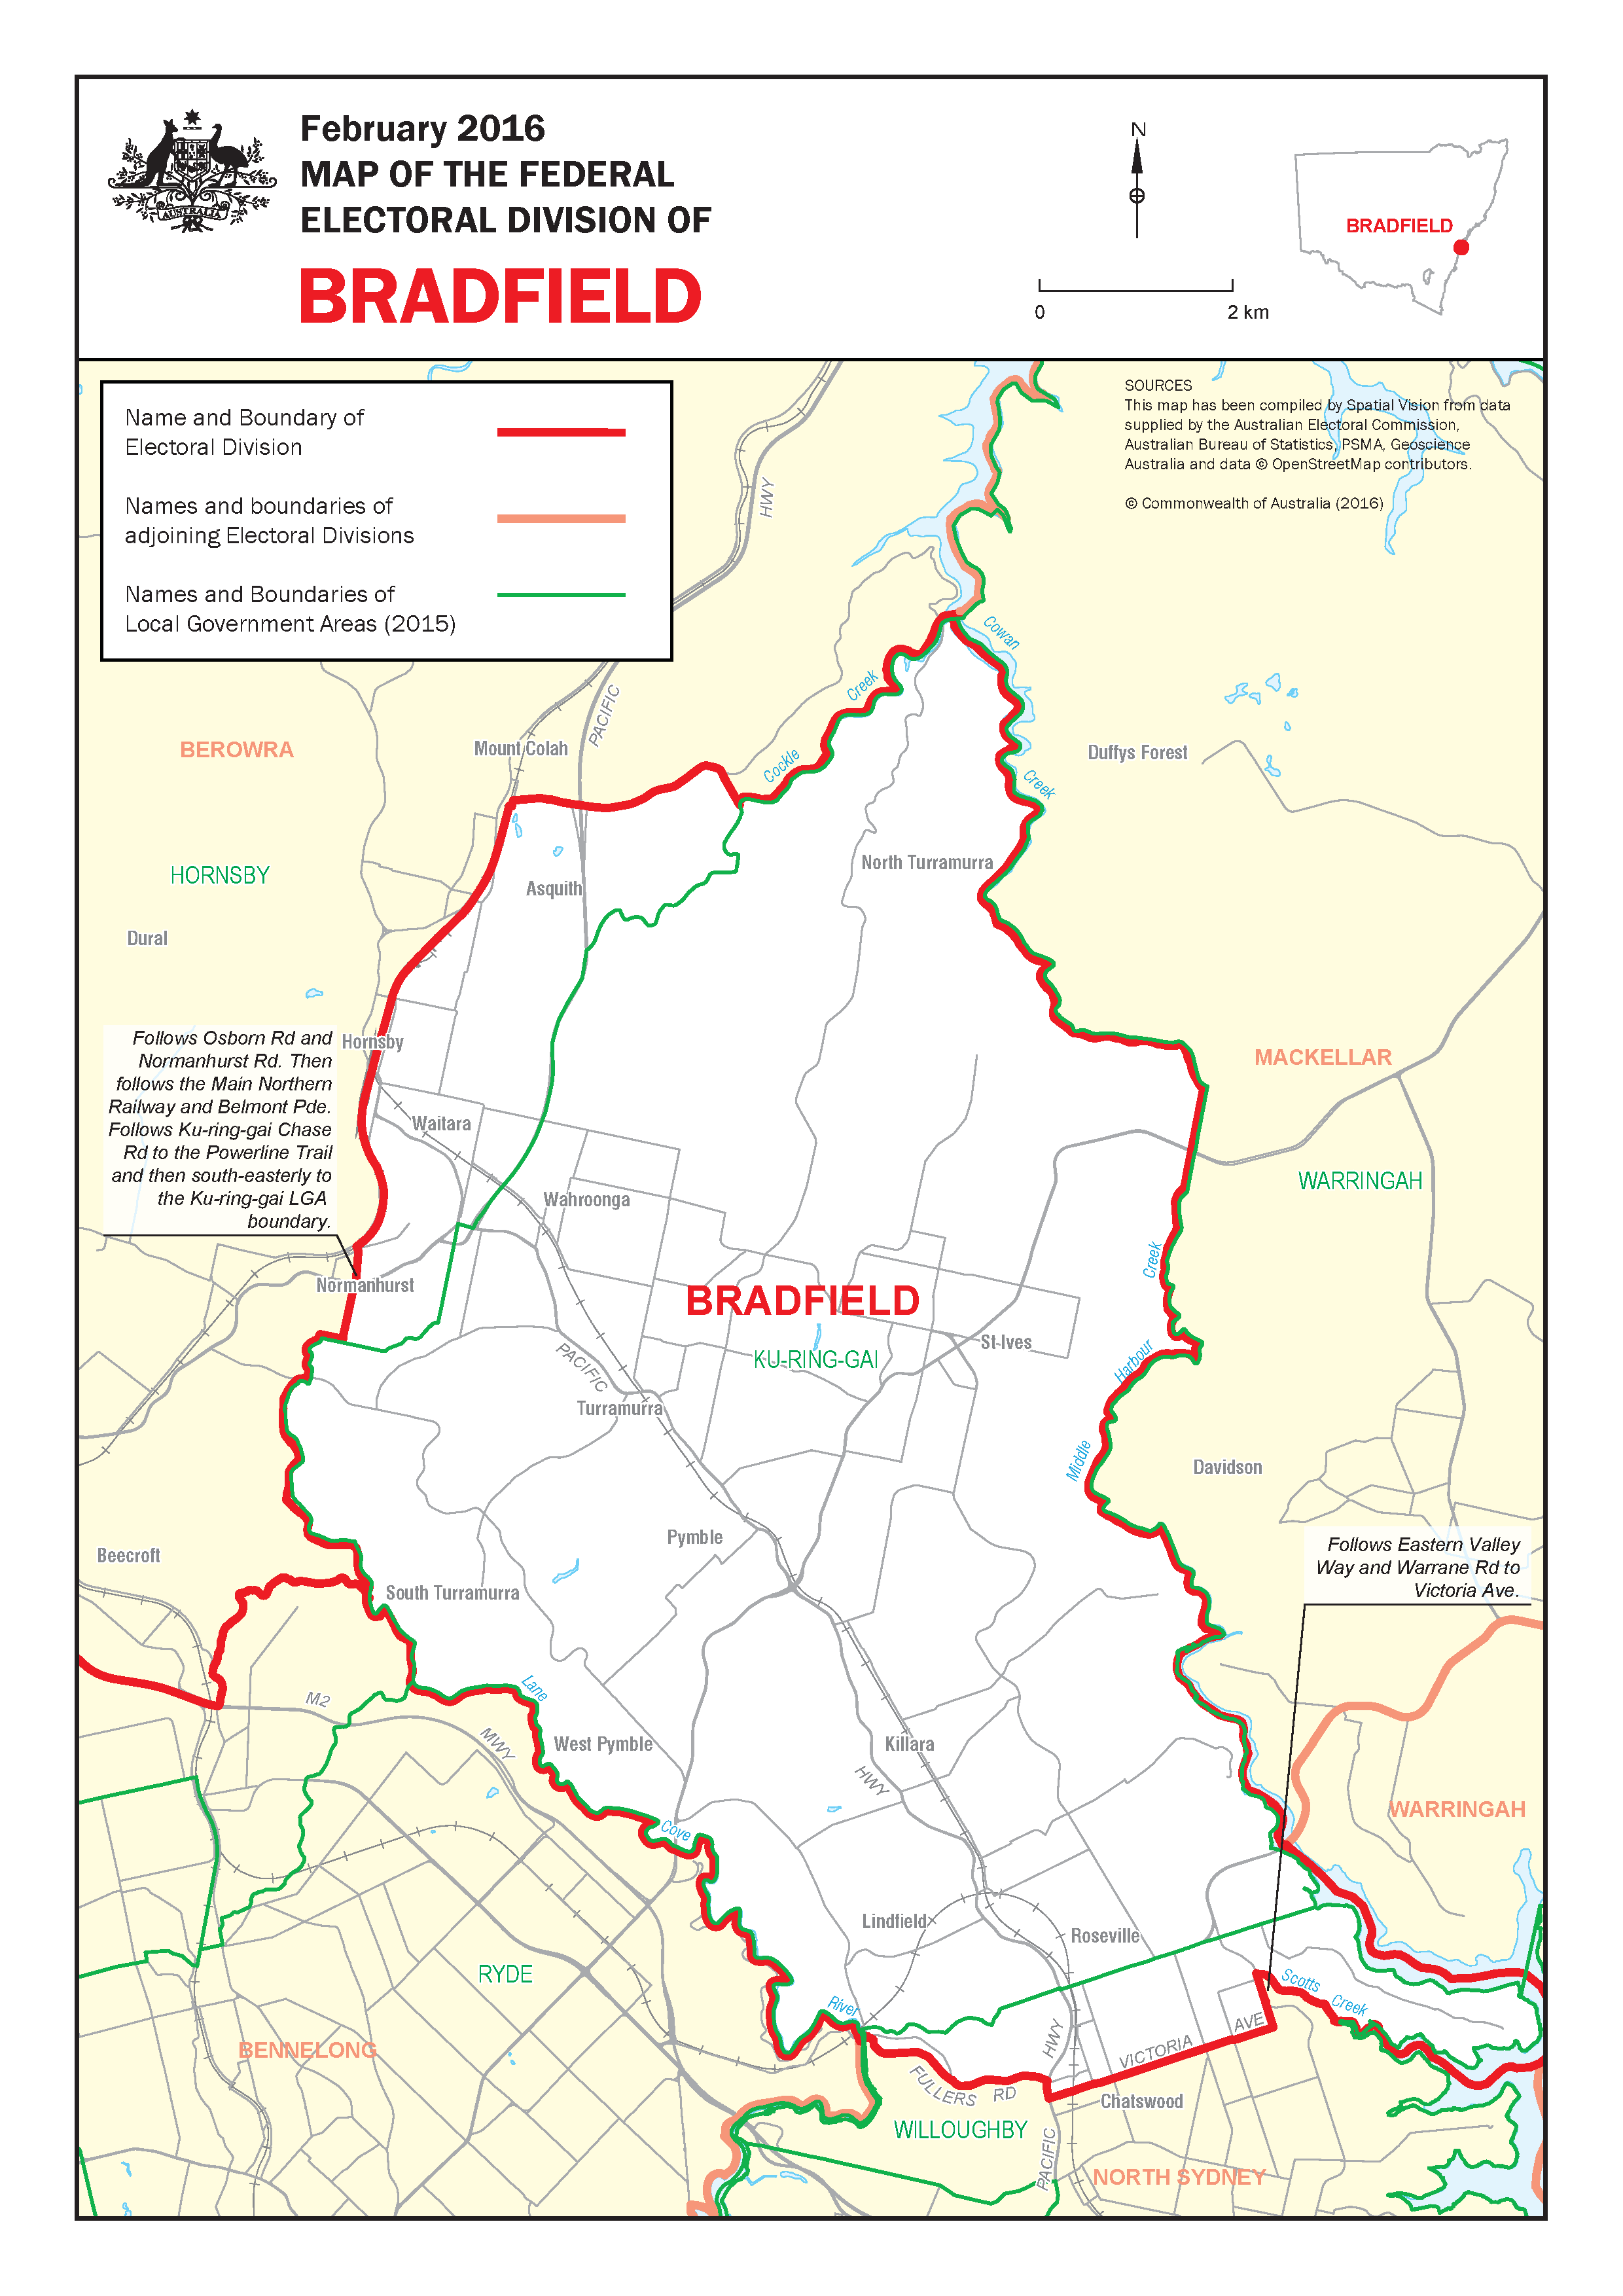 AUSTRALIA
February 2016
MAP OF THE FEDERAL
ELECTORAL DIVISION OF
BRADFIELD
N
0
2 km
BRADFIELD
Name and Boundary of
Electoral Division
Names and boundaries of
adjoining Electoral Divisions
Names and Boundaries of
Local Government Areas (2015)
SOURCES
This map has been compiled by Spatial Vision from data
supplied by the Australian Electoral Commission,
Australian Bureau of Statistics, PSMA, Geoscience
Australia and data © OpenStreetMap contributors.
© Commonwealth of Australia (2016)
HWY
Cowan
Creek
PACIFIC
BEROWRA
Mount Colah
Duffys Forest
Cockle
Creek
North Turramurra
HORNSBY
Asquith
Dural
Follows Osborn Rd and
Normanhurst Rd. Then
follows the Main Northern
Railway and Belmont Pde.
Follows Ku-ring-gai Chase
Rd to the Powerline Trail
and then south-easterly to
the Ku-ring-gai LGA
boundary.
Hornsby
MACKELLAR
Waitara
WARRINGAH
Wahroonga
Creek
Normanhurst
BRADFIELD
St-Ives
KU-RING-GAI
Harbour
PACIFIC
Turramurra
Middle
Davidson
Pymble
Follows Eastern Valley
Way and Warrane Rd to
Victoria Ave.
Beecroft
South Turramurra
Lane
M2
MWY
West Pymble
Killara
HWY
WARRINGAH
Cove
Lindfield
Roseville
RYDE
Scotts
Creek
River
AVE
HWY
VICTORIA
BENNELONG
FULLERS
RD
Chatswood
WILLOUGHBY
PACIFIC
NORTH SYDNEY